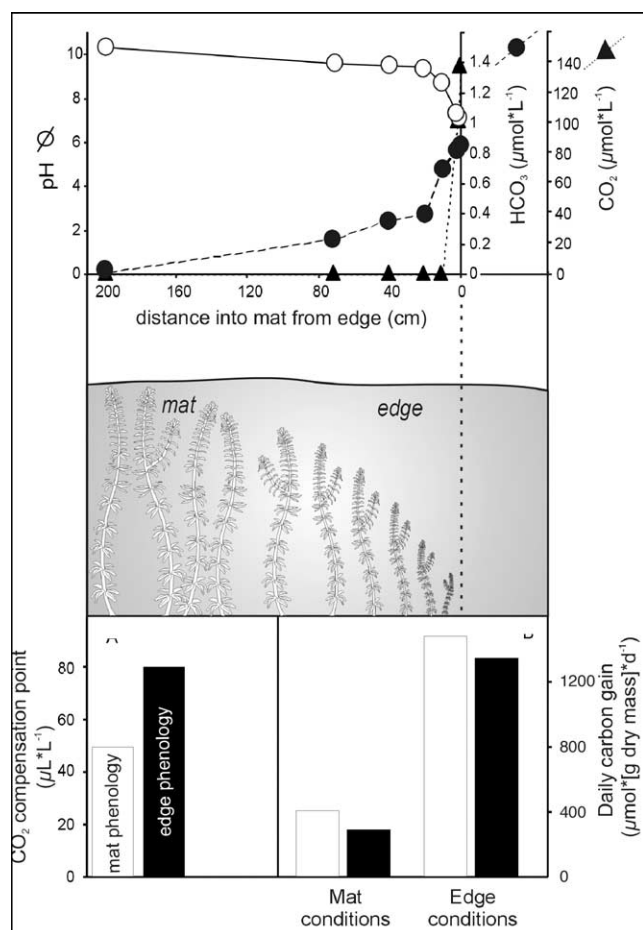 10
8
6
4
2
0
pH
1.4
1.2
1
0.8
0.6
0.4
0.2
0
HCO₃ (µmol*L⁻¹)
140
120
100
80
60
40
20
0
CO₂ (µmol*L⁻¹)
200 160 120 80 40 0
distance into mat from edge (cm)
mat edge
80
60
40
20
0
CO₂ compensation point
(µL*L⁻¹)
mat phenology
edge phenology
1200
800
400
0
Daily carbon gain
(µmol*[g dry mass]*d⁻¹)
Mat Edge
conditions conditions